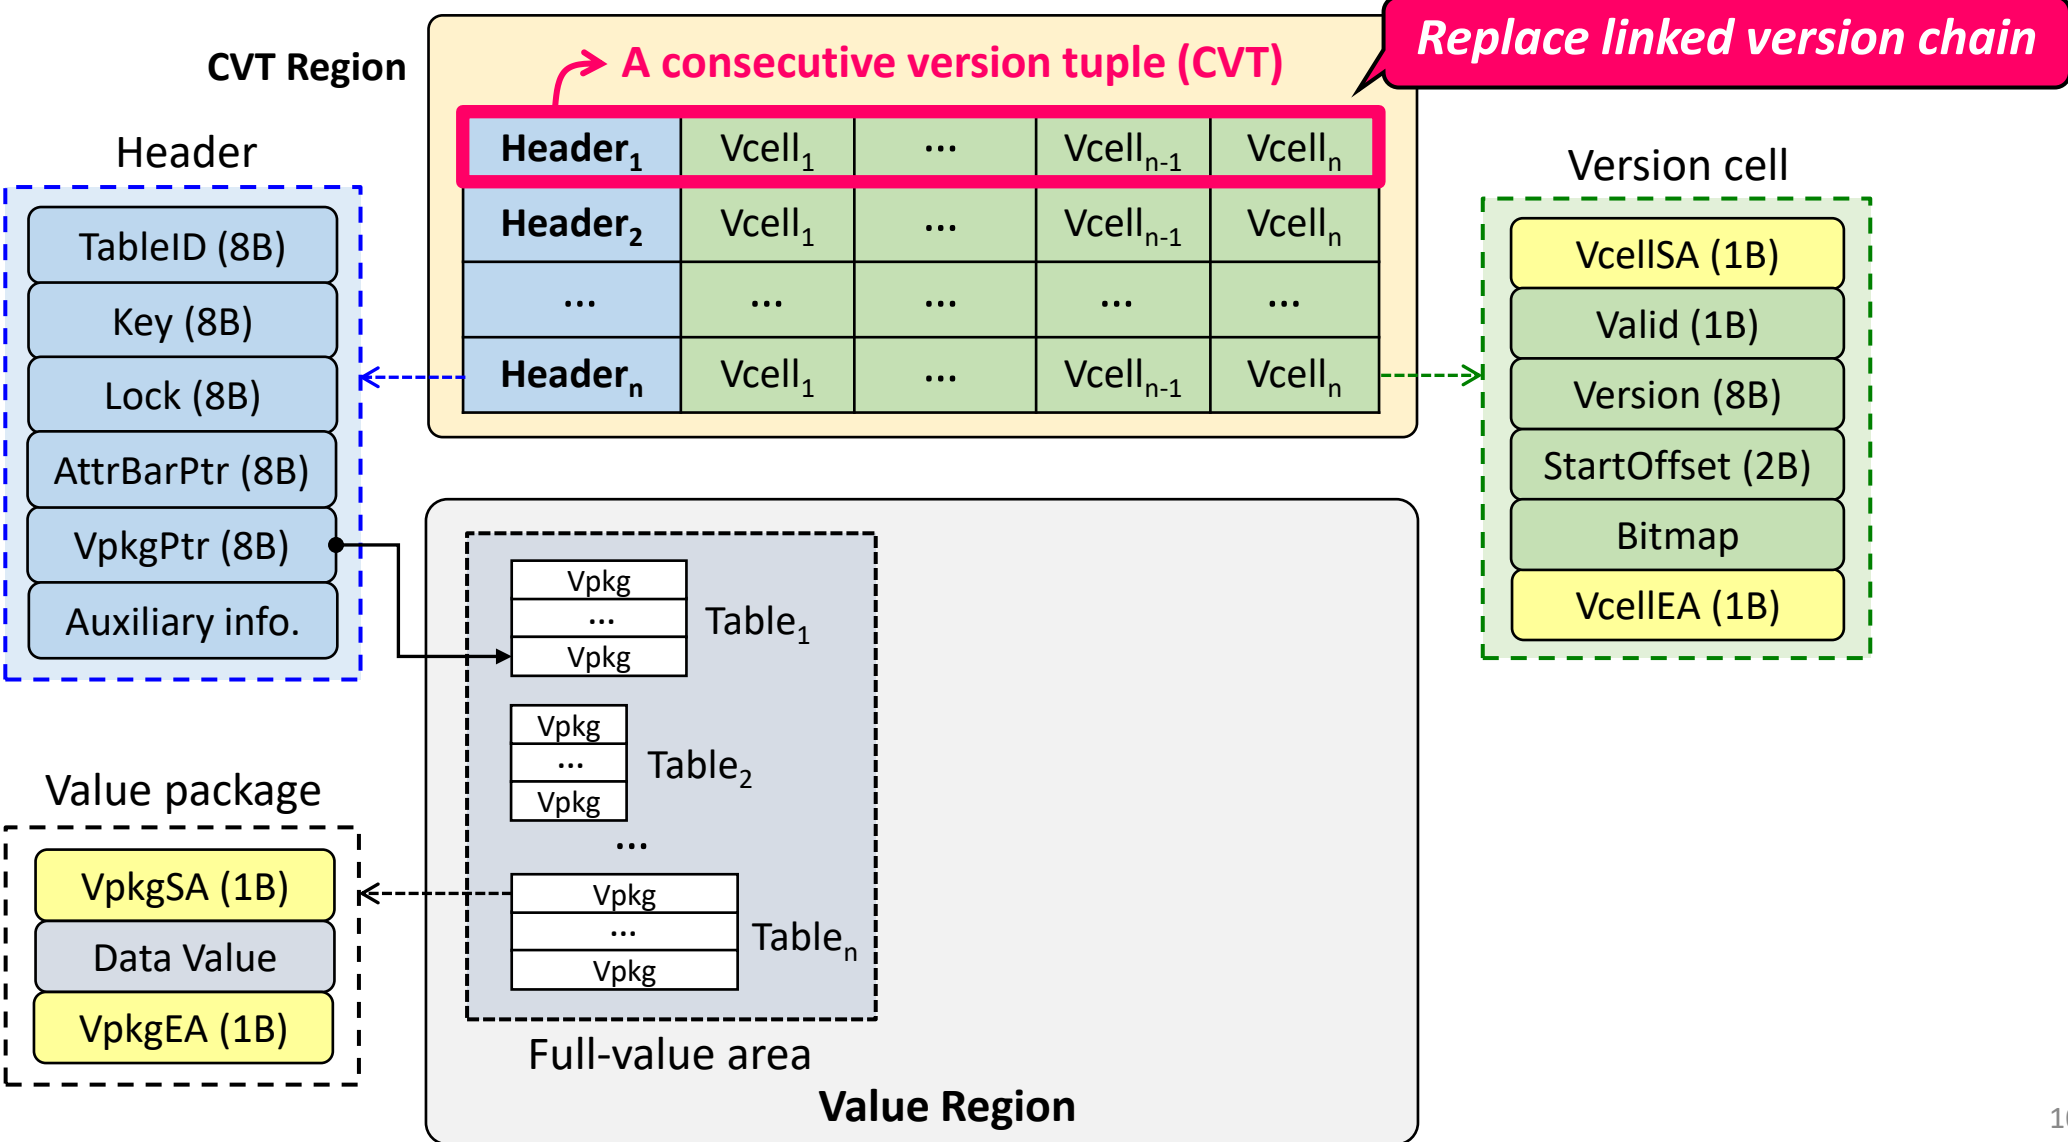 Replace linked version chain
CVT Region
A consecutive version tuple (CVT)
Header1 Vcell1 ... Vcelln-1 Vcelln
Header2 Vcell1 ... Vcelln-1 Vcelln
... ... ... ... ...
Headern Vcell1 ... Vcelln-1 Vcelln
Header
TableID (8B)
Key (8B)
Lock (8B)
AttrBarPtr (8B)
VpkgPtr (8B)
Auxiliary info.
Version cell
VcellSA (1B)
Valid (1B)
Version (8B)
StartOffset (2B)
Bitmap
VcellEA (1B)
Vpkg
...
Vpkg
Table1
Vpkg
...
Vpkg
Table2
...
Vpkg
...
Vpkg
Tablen
Full-value area
Value Region
Value package
VpkgSA (1B)
Data Value
VpkgEA (1B)